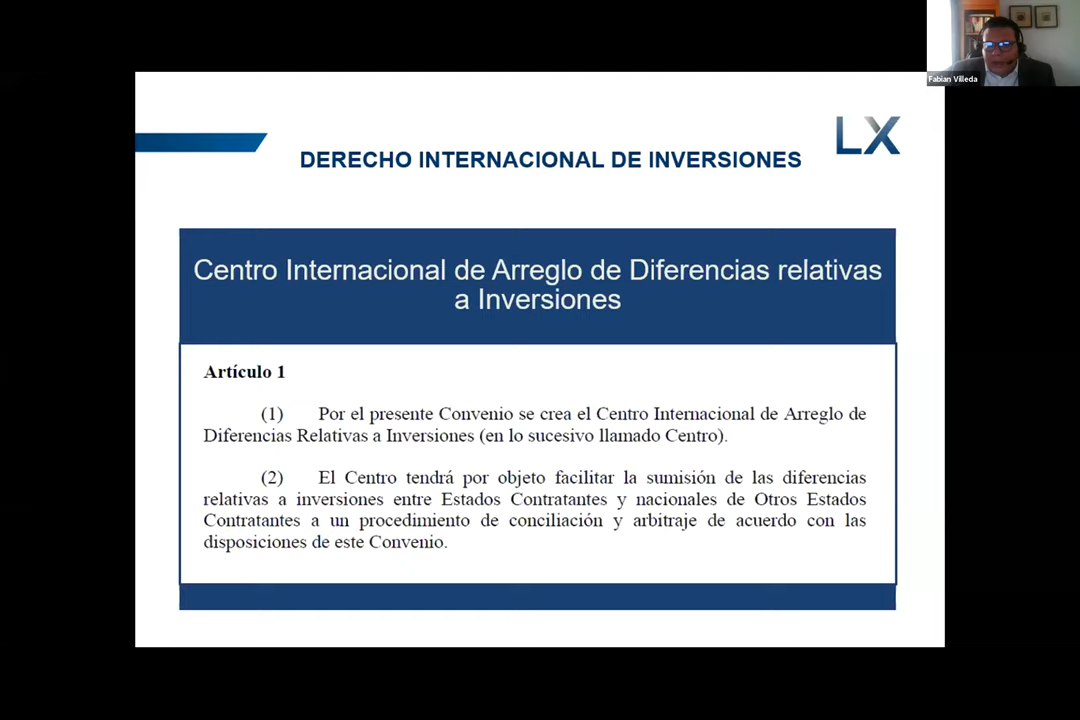 Fabian Villeda
LX
DERECHO INTERNACIONAL DE INVERSIONES
Centro Internacional de Arreglo de Diferencias relativas
a Inversiones
Artículo 1
(1) Por el presente Convenio se crea el Centro Internacional de Arreglo de
Diferencias Relativas a Inversiones (en lo sucesivo llamado Centro).
(2) El Centro tendrá por objeto facilitar la sumisión de las diferencias
relativas a inversiones entre Estados Contratantes y nacionales de Otros Estados
Contratantes a un procedimiento de conciliación y arbitraje de acuerdo con las
disposiciones de este Convenio.